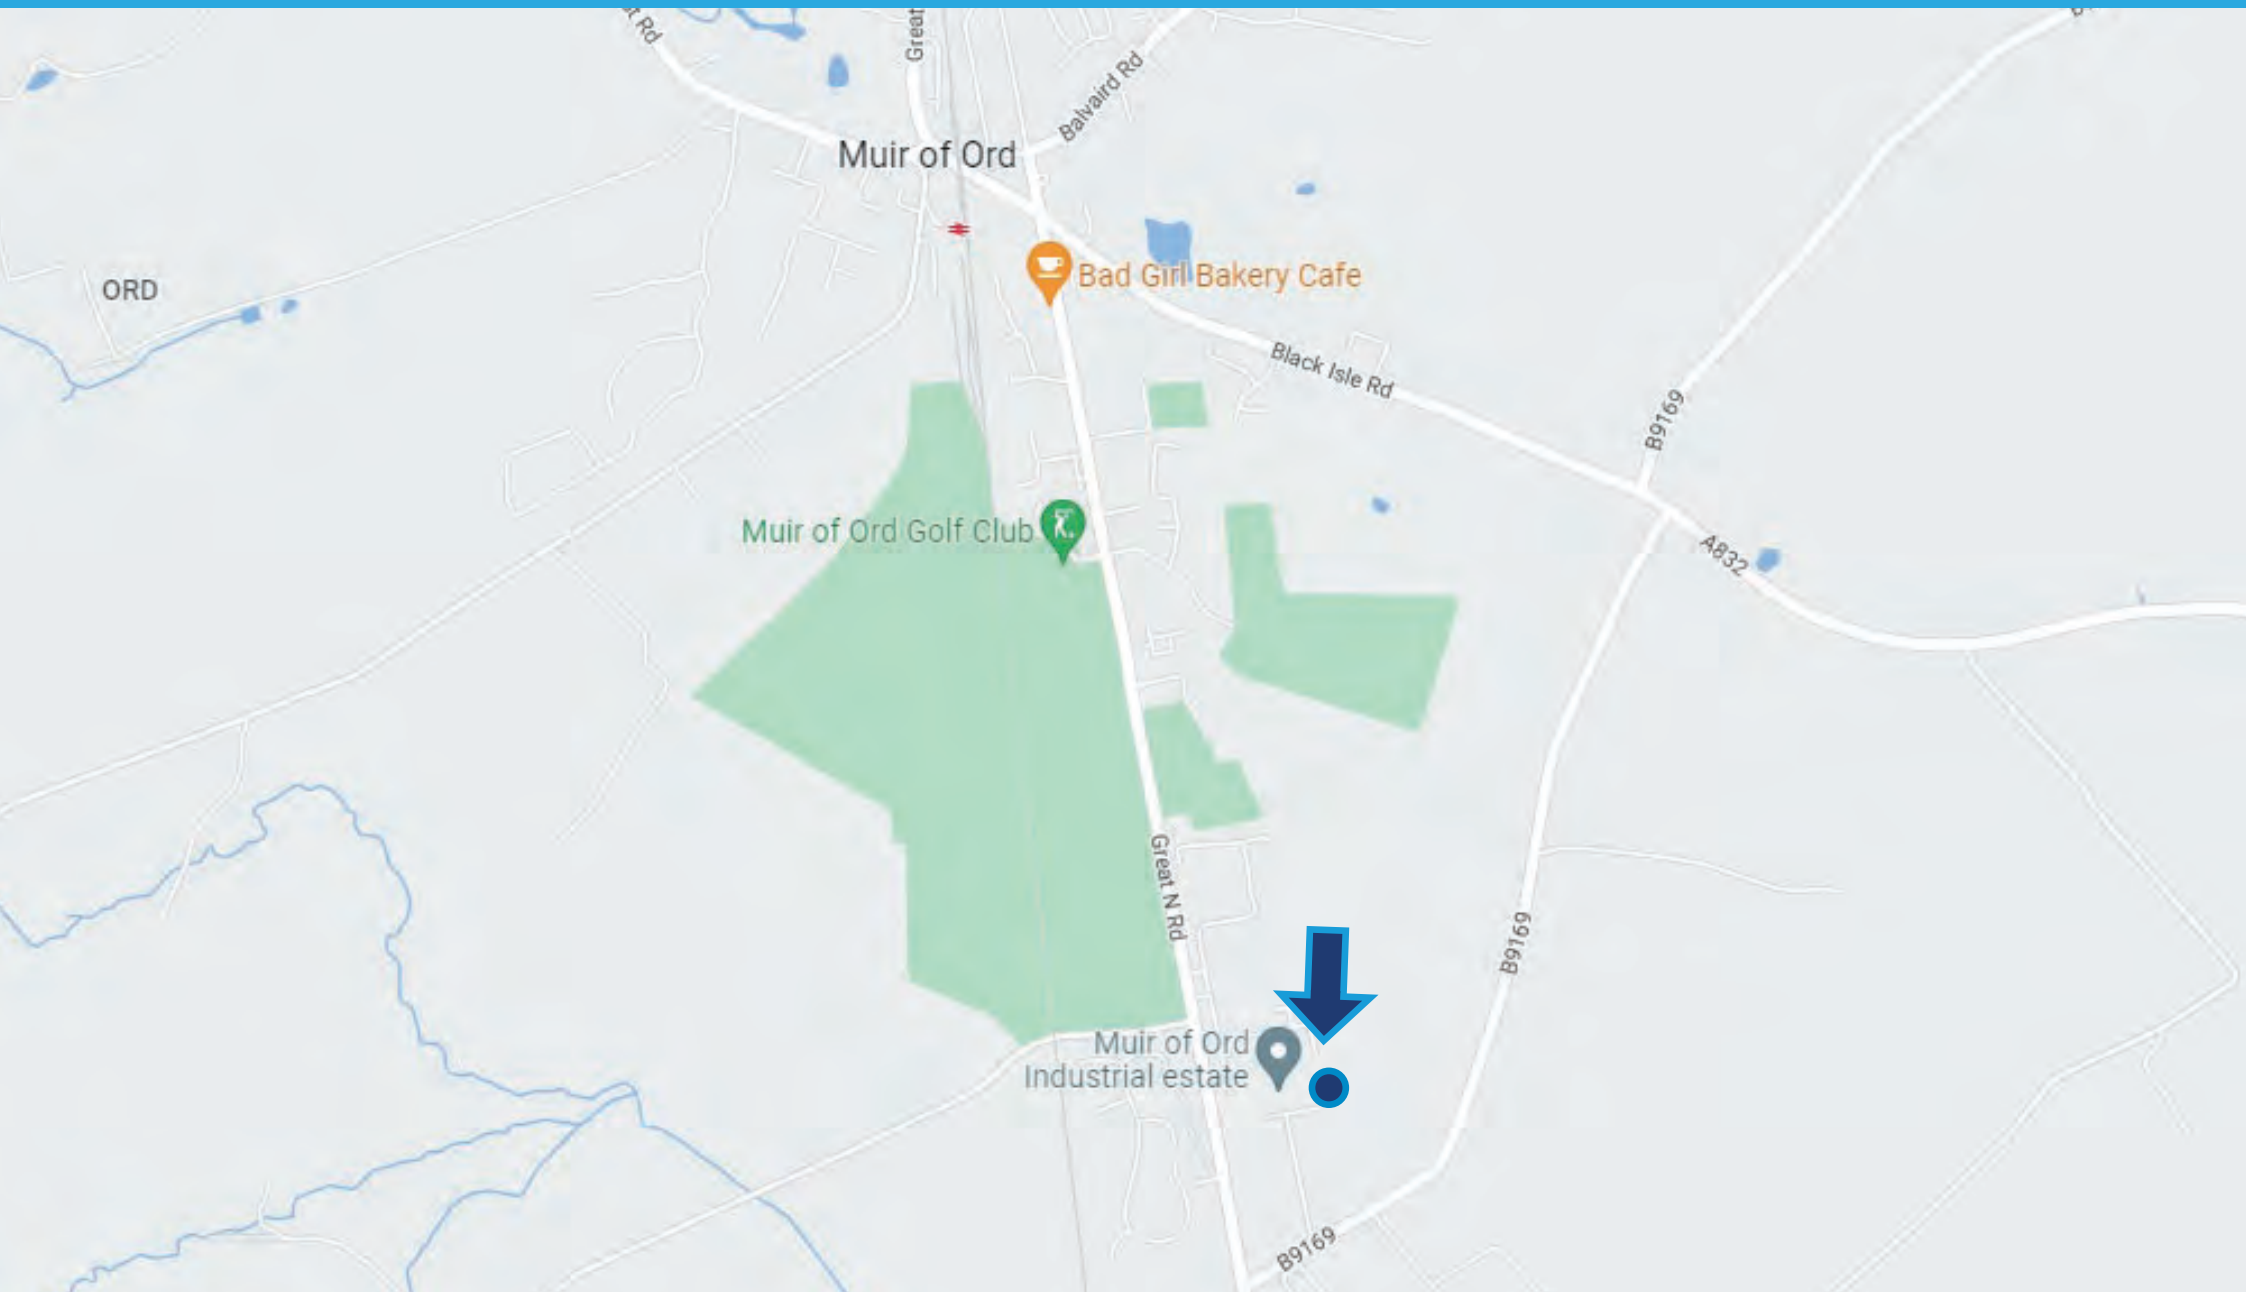 Great
Balvaird Rd
Muir of Ord
ORD
Bad Girl Bakery Cafe
Black Isle Rd
B9169
Muir of Ord Golf Club
A832
Great N Rd
B9169
Muir of Ord
Industrial estate
B9169